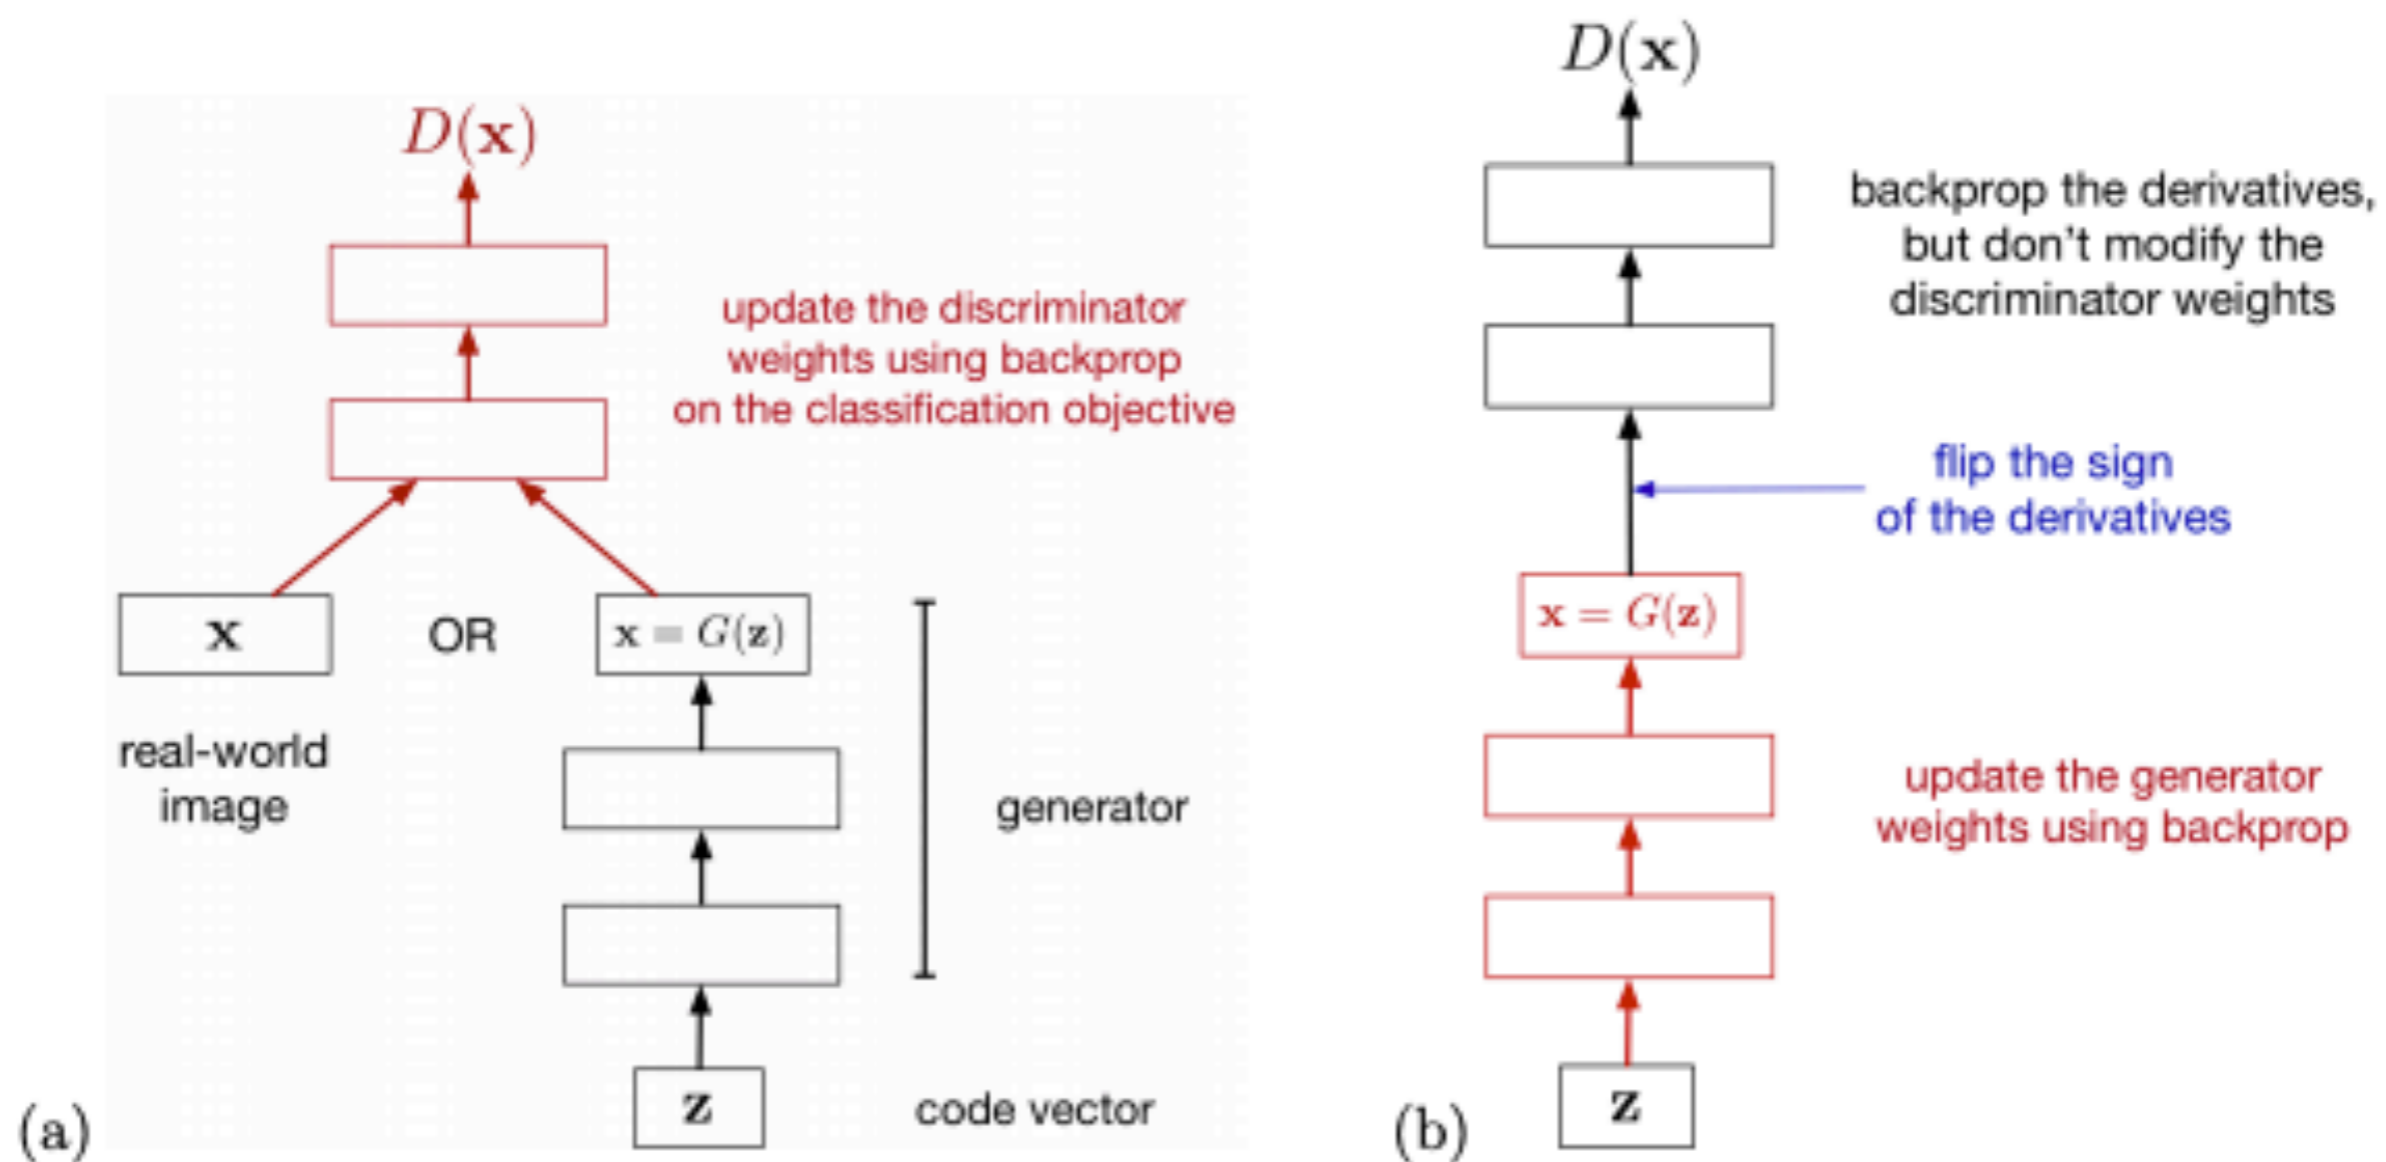 D(x)
update the discriminator
weights using backprop
on the classification objective
x
OR
x = G(z)
real-world
image
generator
z
code vector
(a)
D(x)
backprop the derivatives,
but don't modify the
discriminator weights
flip the sign
of the derivatives
x = G(z)
update the generator
weights using backprop
z
(b)